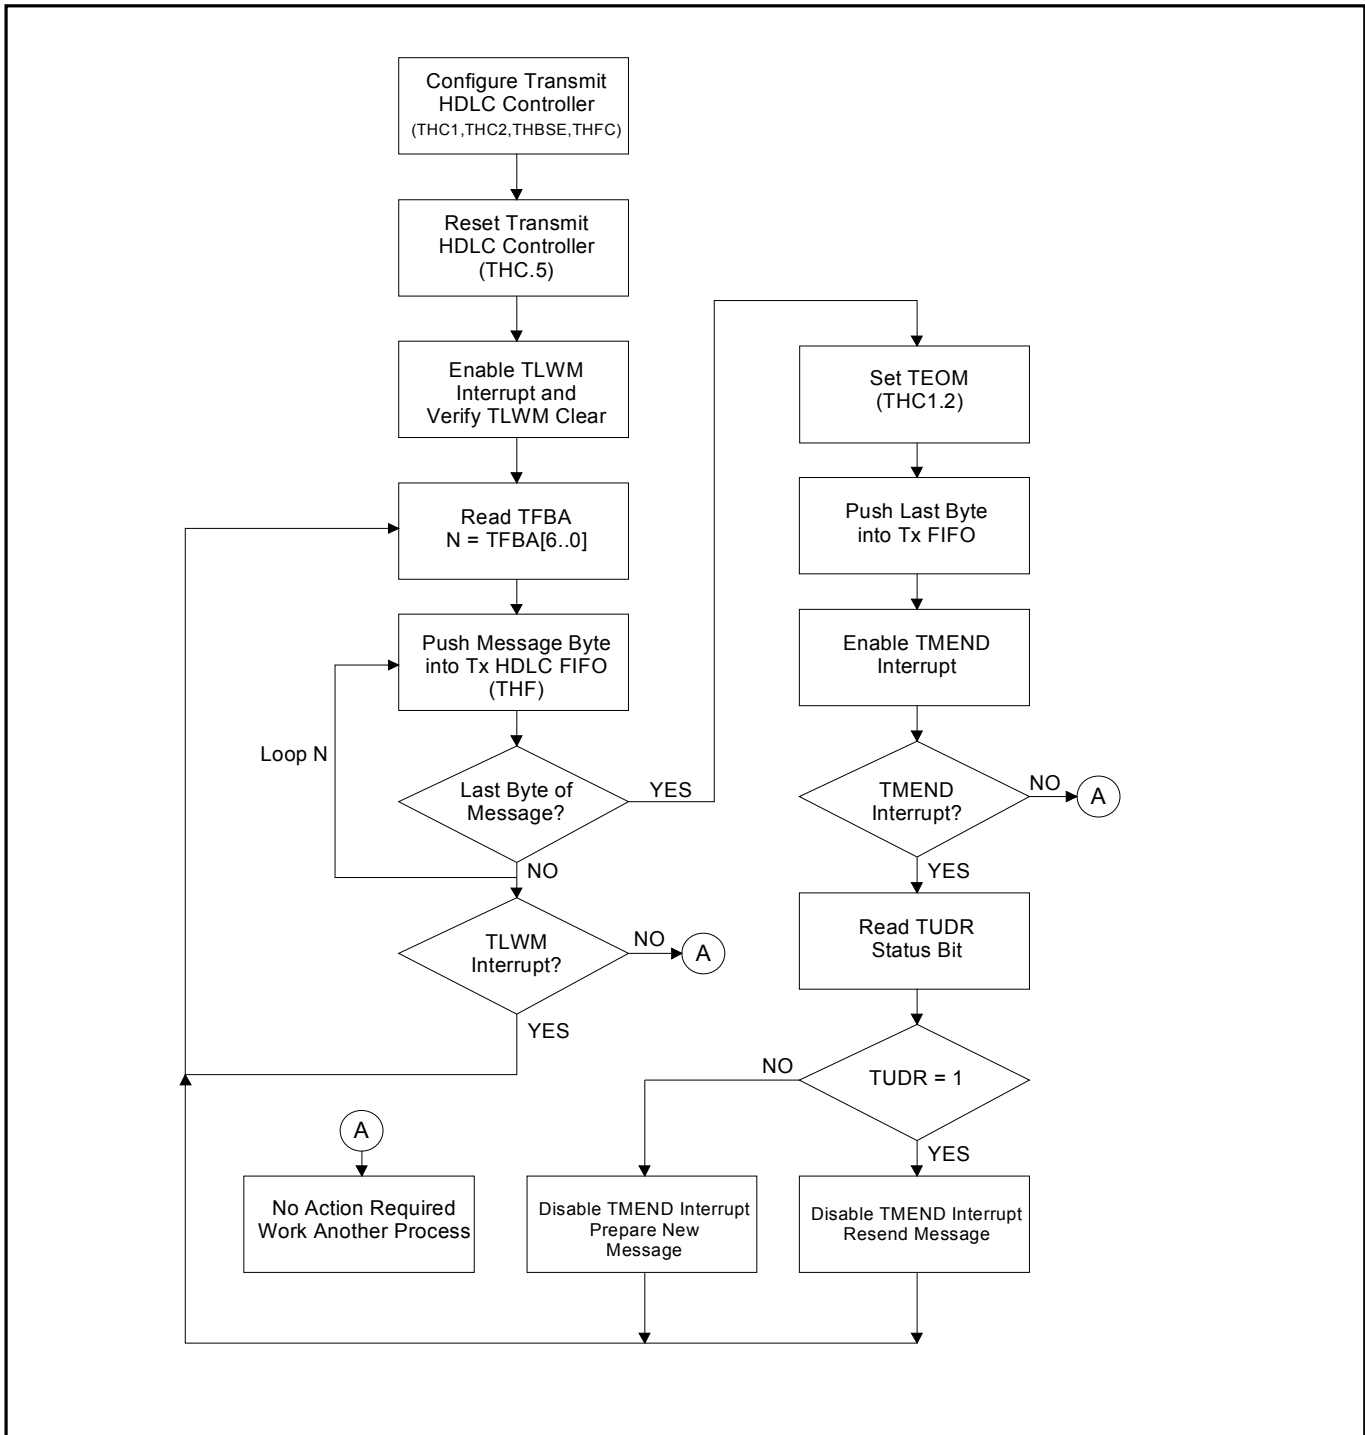 Configure Transmit
HDLC Controller
(THC1,THC2,THBSE,THFC)
Reset Transmit
HDLC Controller
(THC.5)
Enable TLWM
Interrupt and
Verify TLWM Clear
Read TFBA
N = TFBA[6..0]
Push Message Byte
into Tx HDLC FIFO
(THF)
Loop N
Last Byte of
Message?
YES
NO
TLWM
Interrupt?
NO
A
YES
Set TEOM
(THC1.2)
Push Last Byte
into Tx FIFO
Enable TMEND
Interrupt
TMEND
Interrupt?
NO
A
YES
Read TUDR
Status Bit
TUDR = 1
NO
YES
A
No Action Required
Work Another Process
Disable TMEND Interrupt
Prepare New
Message
Disable TMEND Interrupt
Resend Message